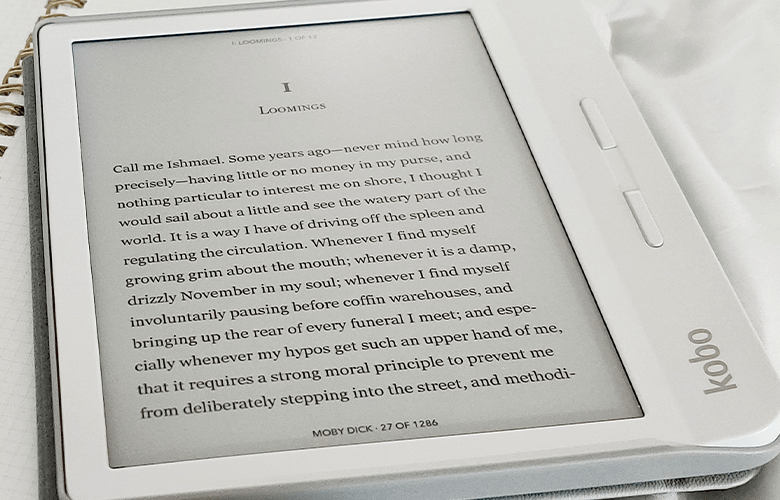 I: LOOMINGS · 1 OF 12
I
LOOMINGS
Call me Ishmael. Some years ago—never mind how long
precisely—having little or no money in my purse, and
nothing particular to interest me on shore, I thought I
would sail about a little and see the watery part of the
world. It is a way I have of driving off the spleen and
regulating the circulation. Whenever I find myself
growing grim about the mouth; whenever it is a damp,
drizzly November in my soul; whenever I find myself
involuntarily pausing before coffin warehouses, and
bringing up the rear of every funeral I meet; and espe-
cially whenever my hypos get such an upper hand of me,
that it requires a strong moral principle to prevent me
from deliberately stepping into the street, and methodi-
MOBY DICK · 27 OF 1286
kobo